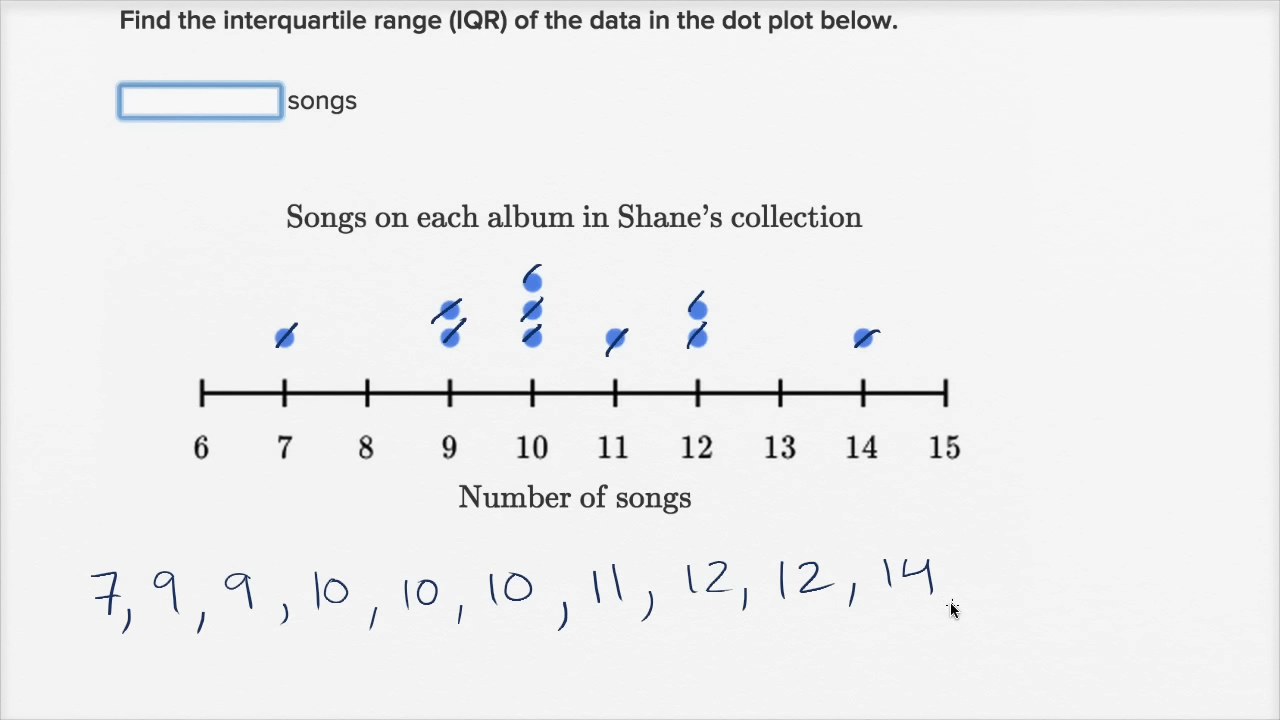 Find the interquartile range (IQR) of the data in the dot plot below.
songs
Songs on each album in Shane's collection
6 7 8 9 10 11 12 13 14 15
Number of songs
7, 9, 9, 10, 10, 10, 11, 12, 12, 14